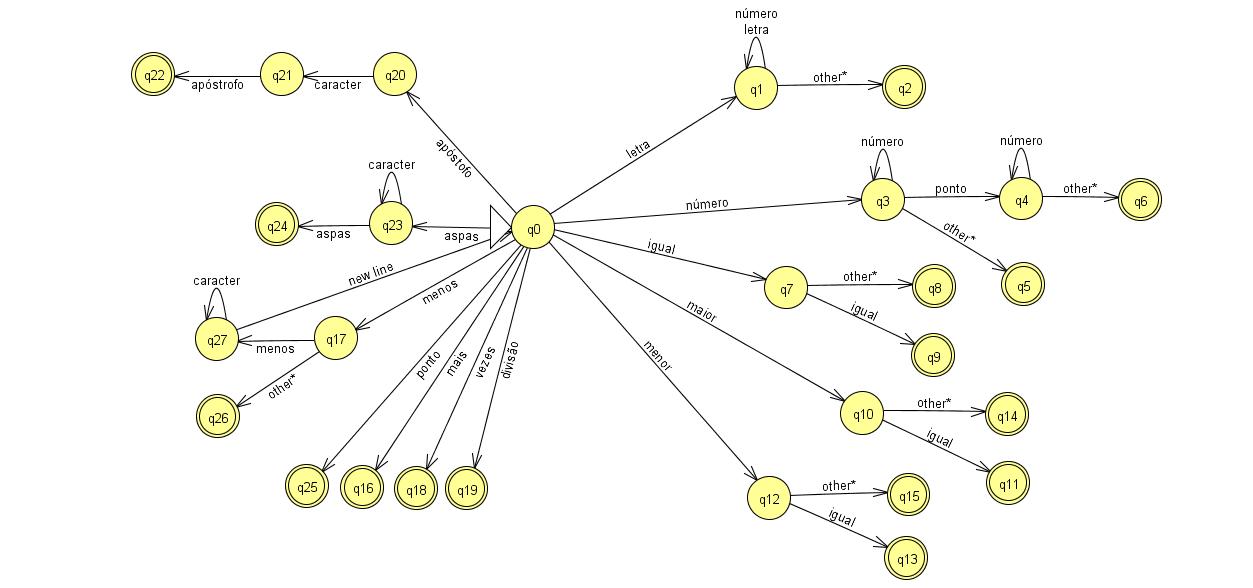 número
letra
q22
apóstrofo
q21
caracter
q20
q1
other*
q2
apóstofo
letra
caracter
número
número
q24
aspas
q23
aspas
q0
número
q3
ponto
q4
other*
q6
other*
caracter
new line
igual
q7
other*
q8
q5
q27
menos
q17
menos
maior
igual
q9
other*
q26
ponto
mais
vezes
divisão
menor
q10
other*
q14
igual
q25
q16
q18
q19
q12
other*
q15
q11
igual
q13